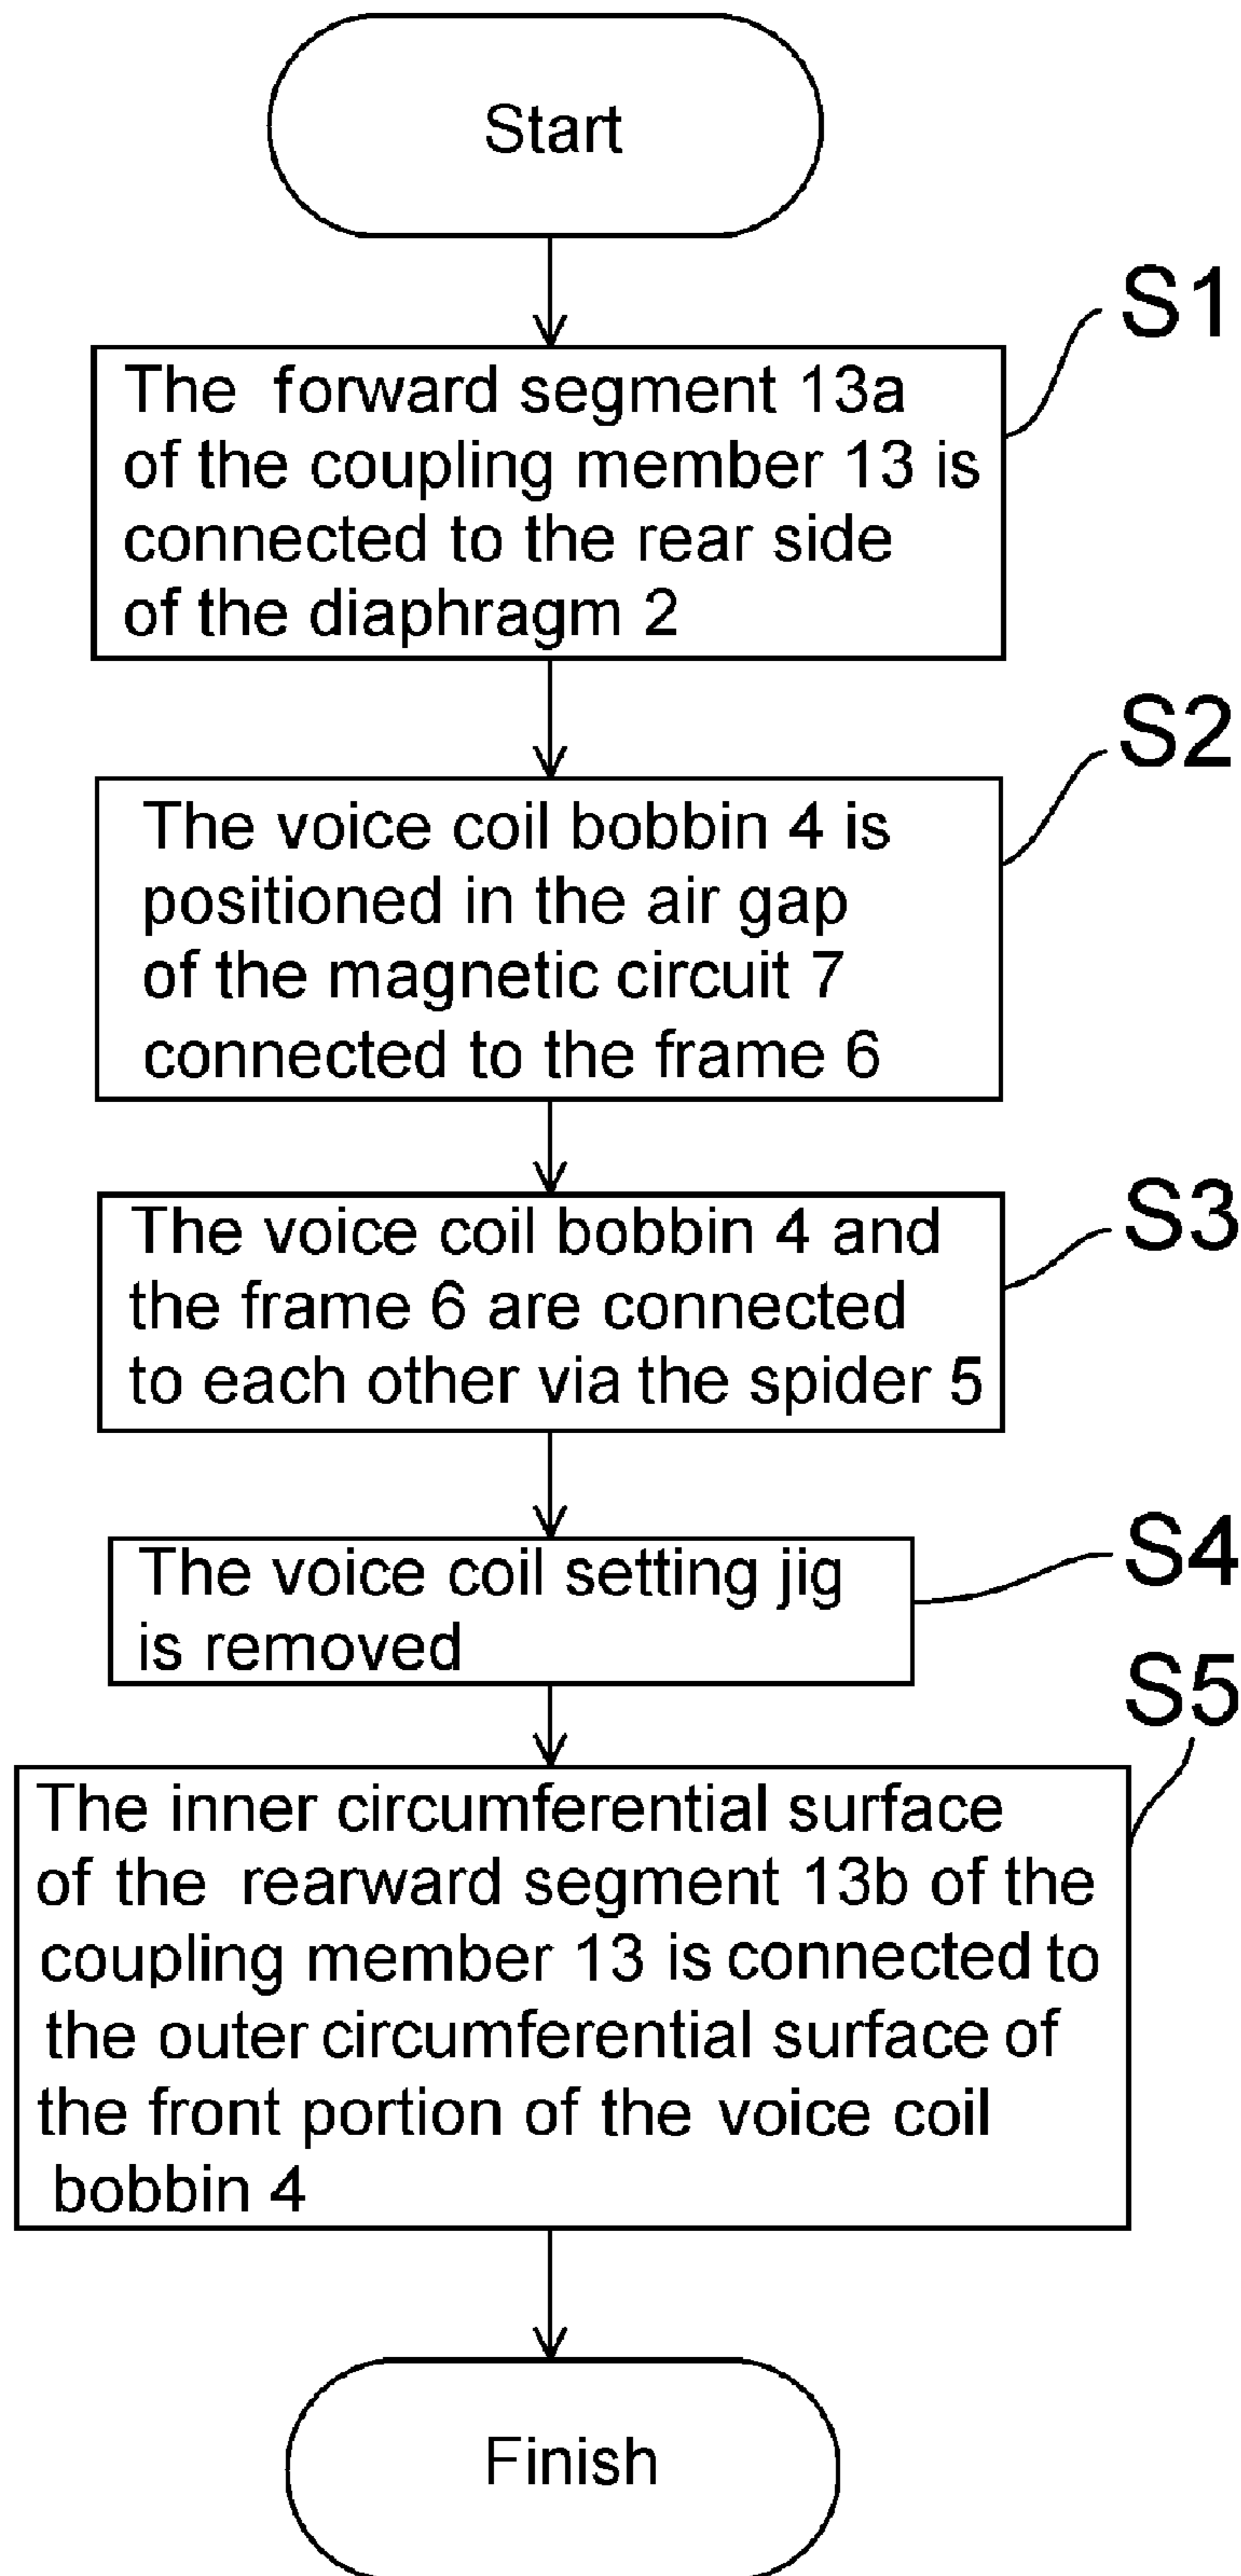 Start
S1
The forward segment 13a
of the coupling member 13 is
connected to the rear side
of the diaphragm 2
S2
The voice coil bobbin 4 is
positioned in the air gap
of the magnetic circuit 7
connected to the frame 6
S3
The voice coil bobbin 4 and
the frame 6 are connected
to each other via the spider 5
S4
The voice coil setting jig
is removed
S5
The inner circumferential surface
of the rearward segment 13b of the
coupling member 13 is connected to
the outer circumferential surface of
the front portion of the voice coil
bobbin 4
Finish